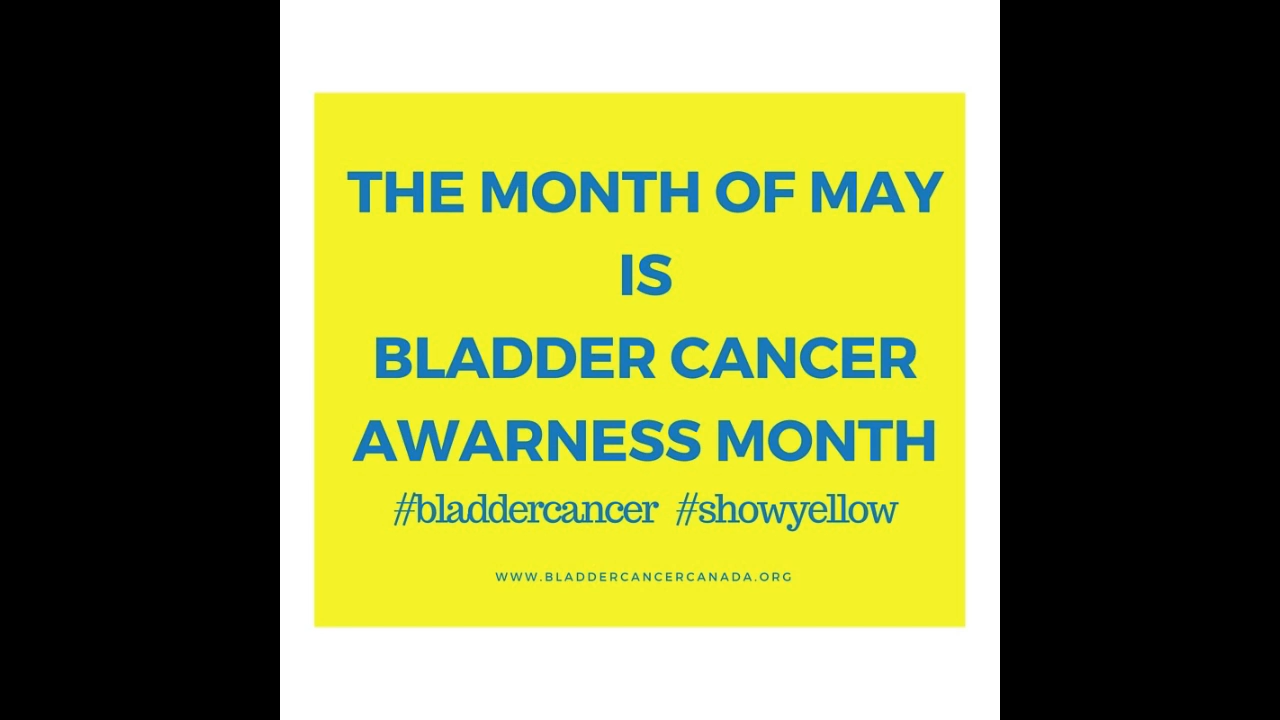 THE MONTH OF MAY
IS
BLADDER CANCER
AWARNESS MONTH
#bladdercancer #showyellow
WWW.BLADDERCANCERCANADA.ORG